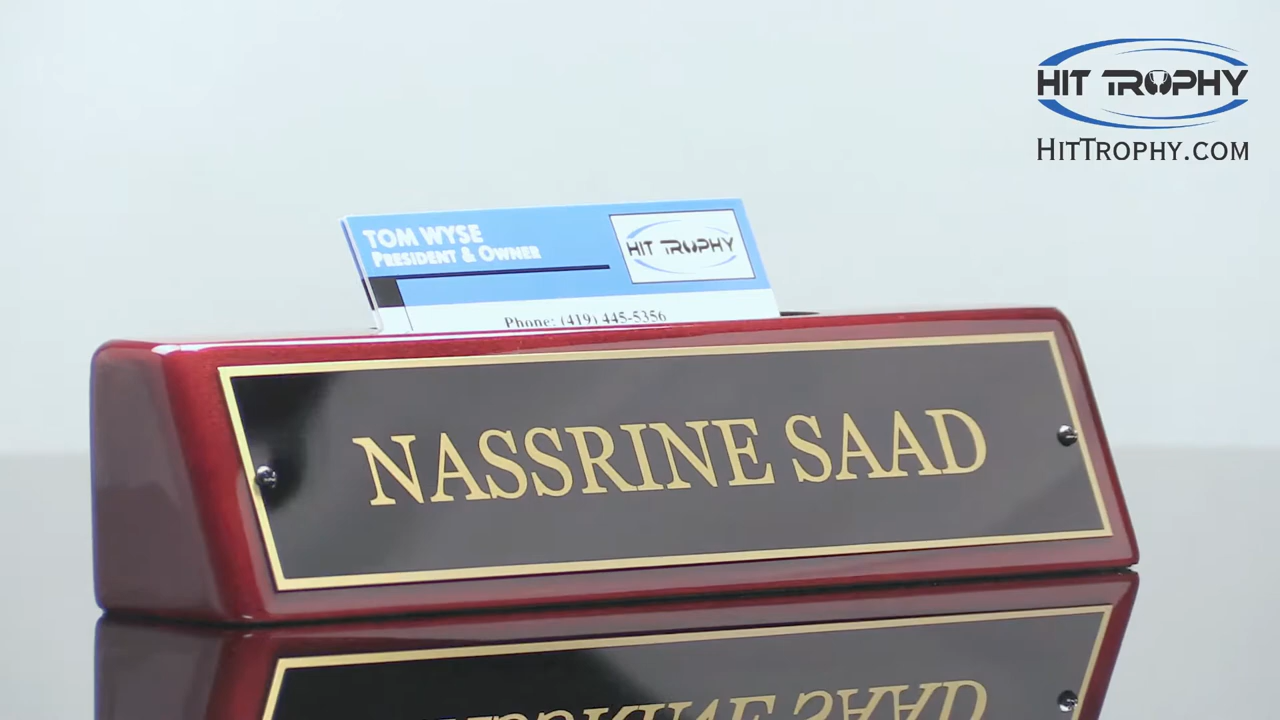 HIT TROPHY
HITTROPHY.COM
TOM WYSE
PRESIDENT & OWNER
HIT TROPHY
Phone: (419) 445-5356
NASSRINE SAAD